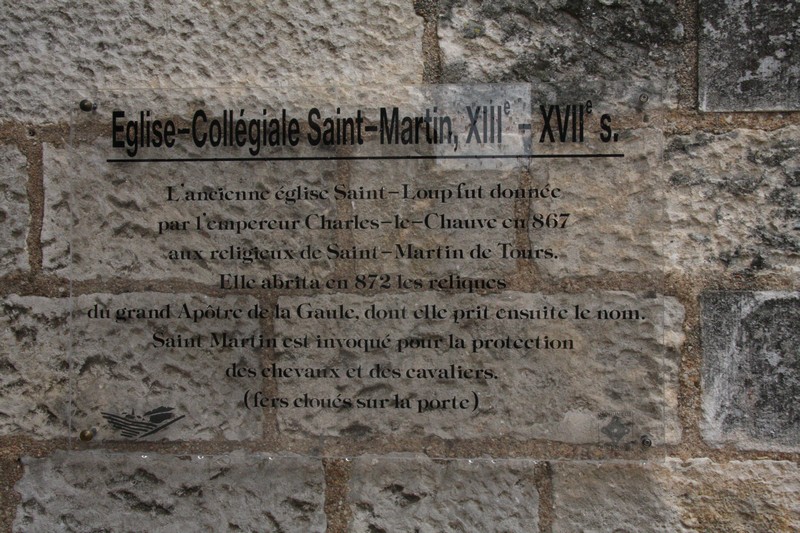 Eglise-Collégiale Saint-Martin, XIIIe - XVIIe s.
L'ancienne église Saint-Loup fut donnée
par l'empereur Charles-le-Chauve en 867
aux religieux de Saint-Martin de Tours.
Elle abrita en 872 les reliques
du grand Apôtre de la Gaule, dont elle prit ensuite le nom.
Saint Martin est invoqué pour la protection
des chevaux et des cavaliers.
(fers cloués sur la porte)